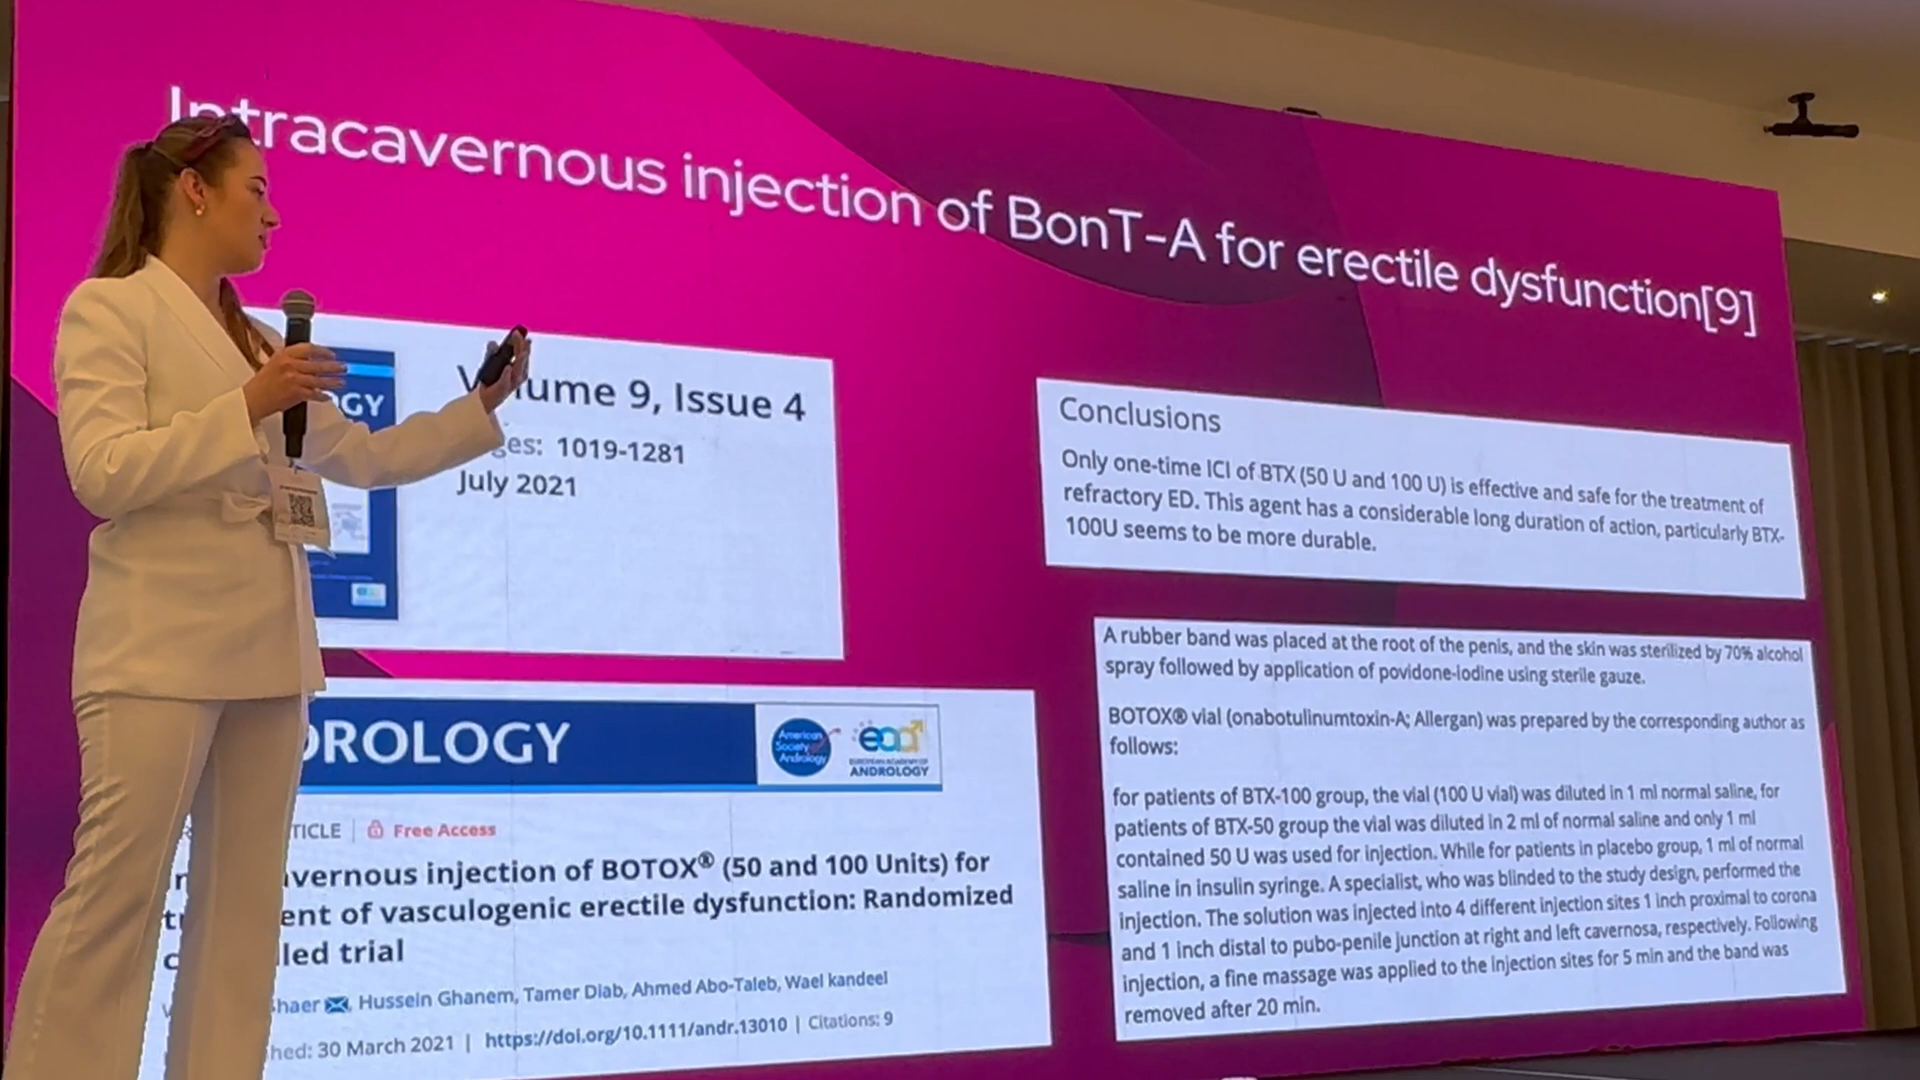 Intracavernous injection of BonT-A for erectile dysfunction[9]
GY
Volume 9, Issue 4
ges: 1019-1281
July 2021
Conclusions
Only one-time ICI of BTX (50 U and 100 U) is effective and safe for the treatment of
refractory ED. This agent has a considerable long duration of action, particularly BTX-
100U seems to be more durable.
DROLOGY
American
Society
Andrology
eaa
EUROPEAN ACADEMY OF
ANDROLOGY
TICLE | Free Access
vernous injection of BOTOX® (50 and 100 Units) for
ent of vasculogenic erectile dysfunction: Randomized
led trial
haer, Hussein Ghanem, Tamer Diab, Ahmed Abo-Taleb, Wael kandeel
hed: 30 March 2021 | https://doi.org/10.1111/andr.13010 | Citations: 9
A rubber band was placed at the root of the penis, and the skin was sterilized by 70% alcohol
spray followed by application of povidone-iodine using sterile gauze.
BOTOX® vial (onabotulinumtoxin-A; Allergan) was prepared by the corresponding author as
follows:
for patients of BTX-100 group, the vial (100 U vial) was diluted in 1 ml normal saline, for
patients of BTX-50 group the vial was diluted in 2 ml of normal saline and only 1 ml
contained 50 U was used for injection. While for patients in placebo group, 1 ml of normal
saline in insulin syringe. A specialist, who was blinded to the study design, performed the
injection. The solution was injected into 4 different injection sites 1 inch proximal to corona
and 1 inch distal to pubo-penile junction at right and left cavernosa, respectively. Following
injection, a fine massage was applied to the injection sites for 5 min and the band was
removed after 20 min.